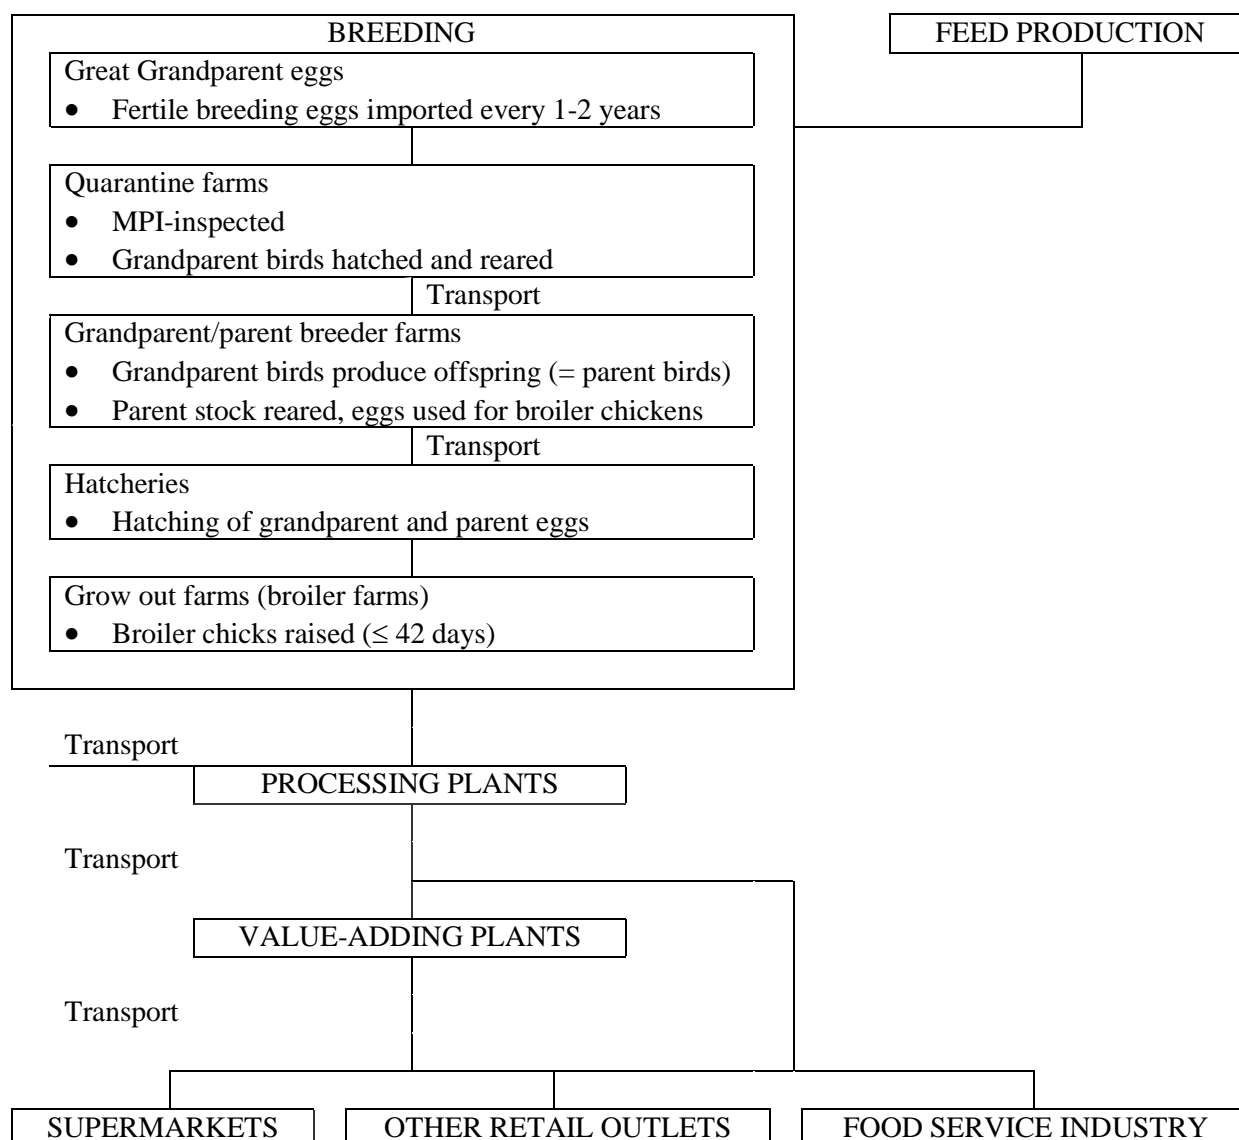 BREEDING
FEED PRODUCTION
Great Grandparent eggs
• Fertile breeding eggs imported every 1-2 years
Quarantine farms
• MPI-inspected
• Grandparent birds hatched and reared
Transport
Grandparent/parent breeder farms
• Grandparent birds produce offspring (= parent birds)
• Parent stock reared, eggs used for broiler chickens
Transport
Hatcheries
• Hatching of grandparent and parent eggs
Grow out farms (broiler farms)
• Broiler chicks raised (≤ 42 days)
Transport
PROCESSING PLANTS
Transport
VALUE-ADDING PLANTS
Transport
SUPERMARKETS
OTHER RETAIL OUTLETS
FOOD SERVICE INDUSTRY